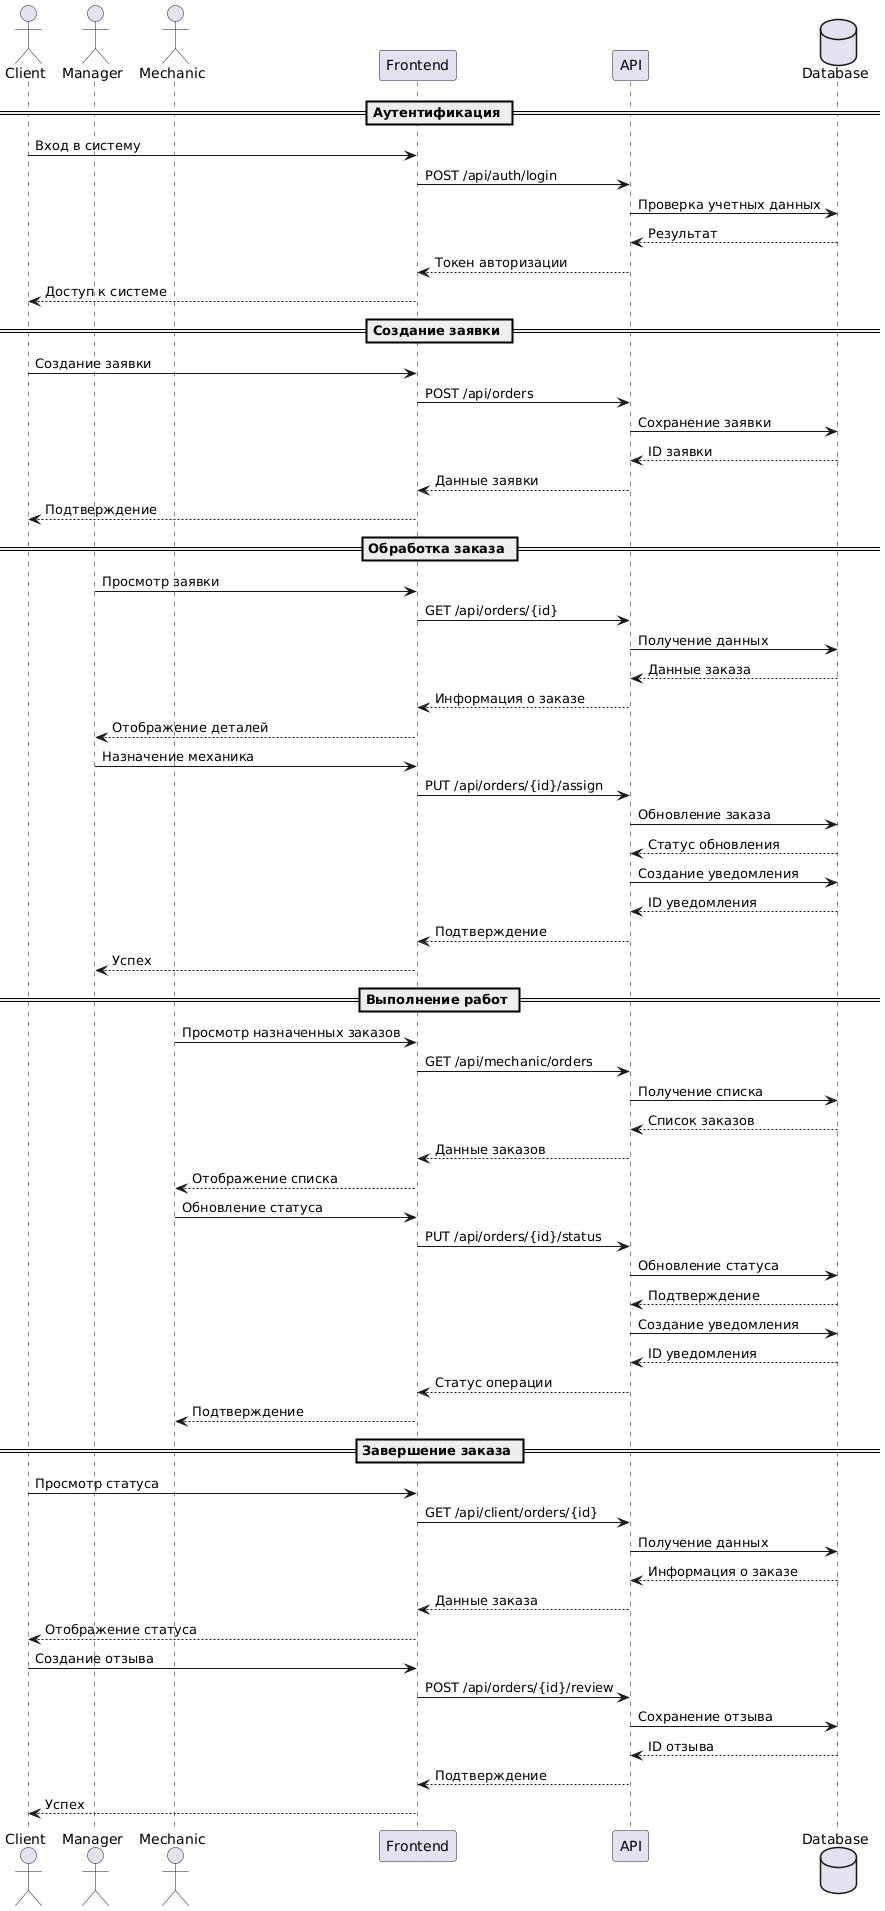 Client
Manager
Mechanic
Frontend
API
Database
Аутентификация
Вход в систему
POST /api/auth/login
Проверка учетных данных
Результат
Токен авторизации
Доступ к системе
Создание заявки
Создание заявки
POST /api/orders
Сохранение заявки
ID заявки
Данные заявки
Подтверждение
Обработка заказа
Просмотр заявки
GET /api/orders/{id}
Получение данных
Данные заказа
Информация о заказе
Отображение деталей
Назначение механика
PUT /api/orders/{id}/assign
Обновление заказа
Статус обновления
Создание уведомления
ID уведомления
Подтверждение
Успех
Выполнение работ
Просмотр назначенных заказов
GET /api/mechanic/orders
Получение списка
Список заказов
Данные заказов
Отображение списка
Обновление статуса
PUT /api/orders/{id}/status
Обновление статуса
Подтверждение
Создание уведомления
ID уведомления
Статус операции
Подтверждение
Завершение заказа
Просмотр статуса
GET /api/client/orders/{id}
Получение данных
Информация о заказе
Данные заказа
Отображение статуса
Создание отзыва
POST /api/orders/{id}/review
Сохранение отзыва
ID отзыва
Подтверждение
Успех
Client
Manager
Mechanic
Frontend
API
Database